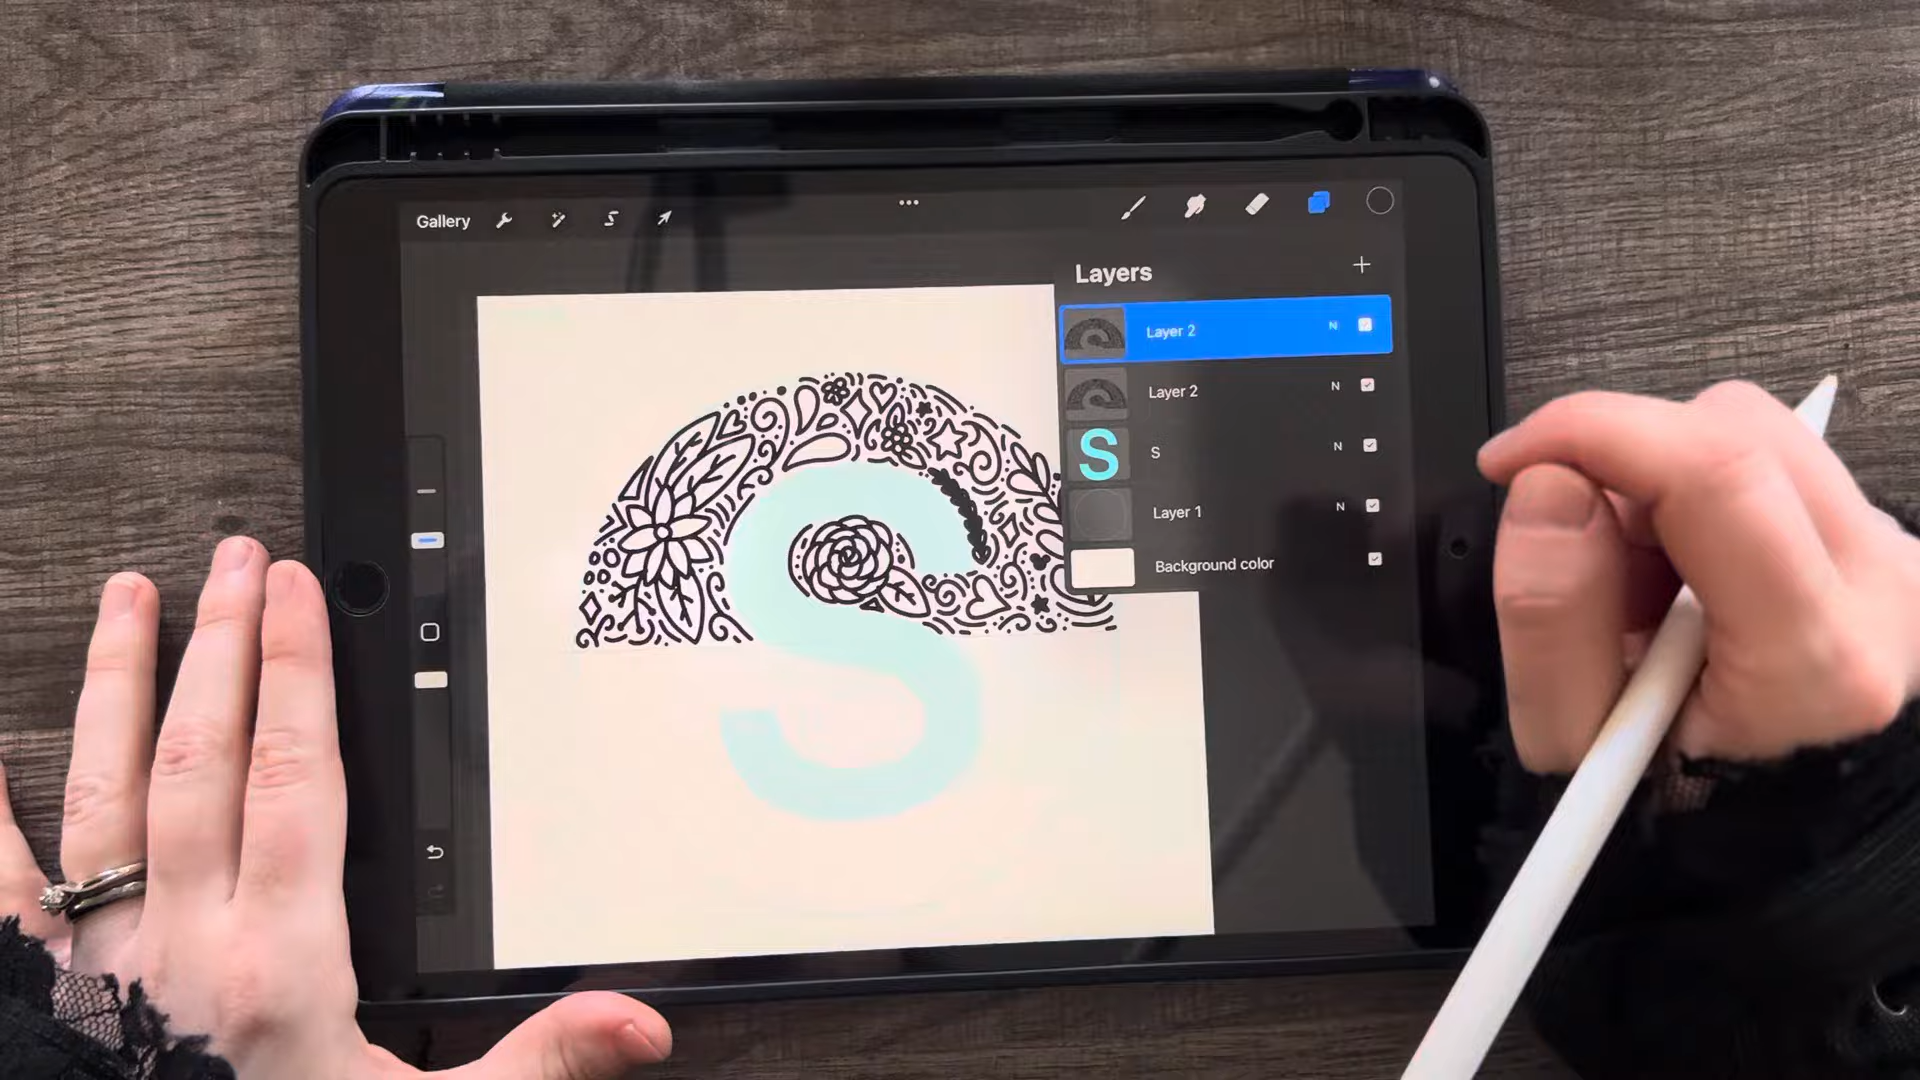 Gallery
Layers
Layer 2 N
Layer 2 N
S S N
Layer 1 N
Background color
S